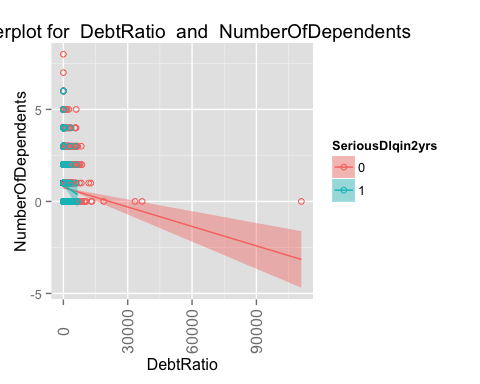 erplot for DebtRatio and NumberOfDependents
NumberOfDependents
5
0
-5
0
30000
60000
90000
DebtRatio
SeriousDlqin2yrs
0
1